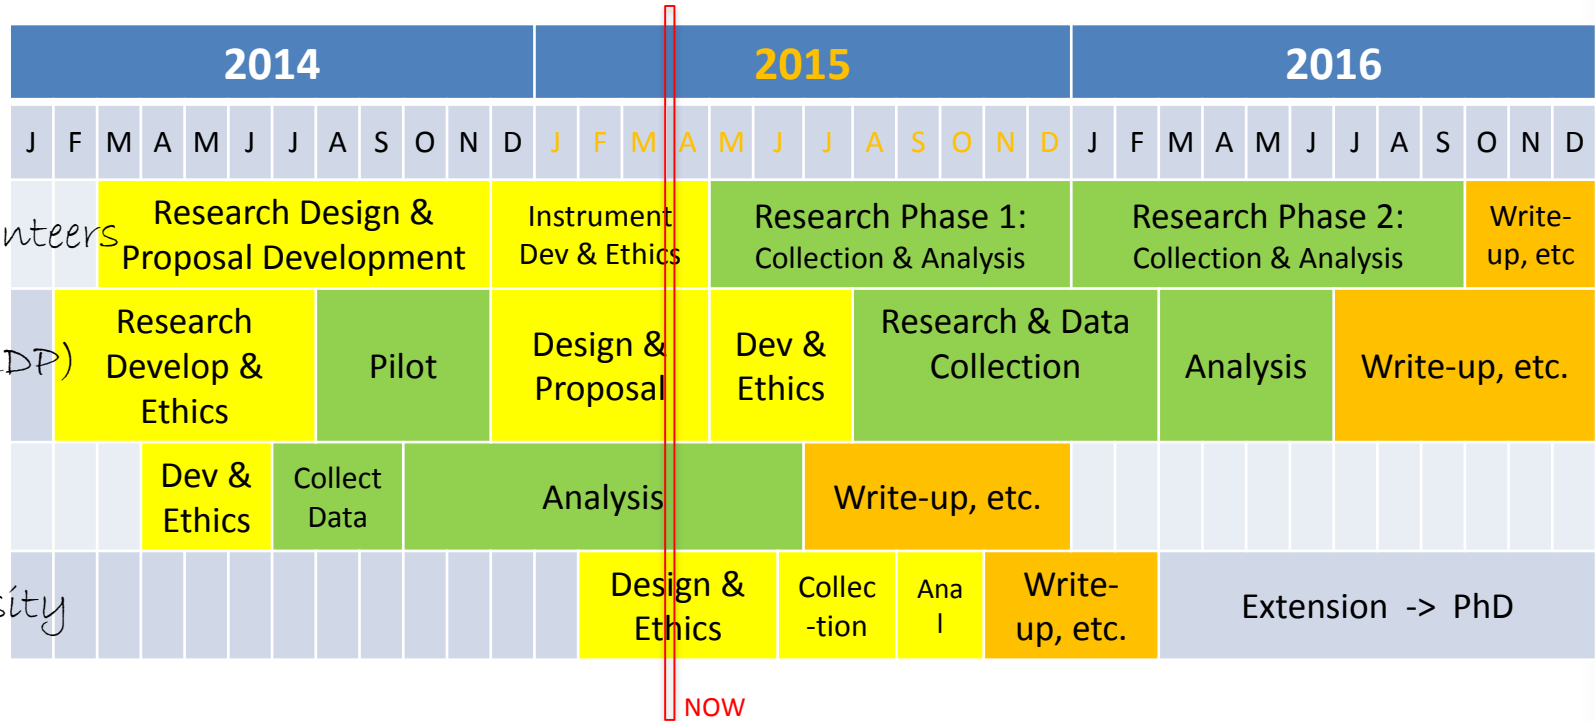 2014 2015 2016
J F M A M J J A S O N D J F M A M J J A S O N D J F M A M J J A S O N D
nteers
Research Design &
Proposal Development
Instrument
Dev & Ethics
Research Phase 1:
Collection & Analysis
Research Phase 2:
Collection & Analysis
Write-
up, etc
DP)
Research
Develop &
Ethics
Pilot
Design &
Proposal
Dev &
Ethics
Research & Data
Collection
Analysis
Write-up, etc.
Dev &
Ethics
Collect
Data
Analysis
Write-up, etc.
sity
Design &
Ethics
Collec
-tion
Ana
l
Write-
up, etc.
Extension -> PhD
NOW